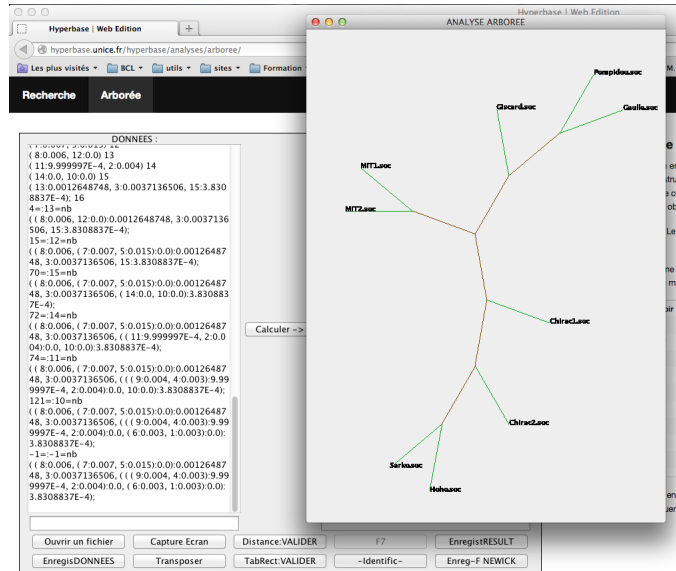 Hyperbase | Web Edition
ANALYSE ARBOREE
Hyperbase | Web Edition
hyperbase.unice.fr/hyperbase/analyses/arboree/
Les plus visités BCL utils sites Formation
Recherche Arborée
DONNEES :
( 8:0.006, 12:0.0) 13
( 11:9.999997E-4, 2:0.004) 14
( 14:0.0, 10:0.0) 15
( 13:0.0012648748, 3:0.0037136506, 15:3.830
8837E-4); 16
4=:13=nb
( ( 8:0.006, 12:0.0):0.0012648748, 3:0.0037136
506, 15:3.8308837E-4);
15=:12=nb
( ( 8:0.006, ( 7:0.007, 5:0.015):0.0):0.00126487
48, 3:0.0037136506, 15:3.8308837E-4);
70=:15=nb
( ( 8:0.006, ( 7:0.007, 5:0.015):0.0):0.00126487
48, 3:0.0037136506, ( 14:0.0, 10:0.0):3.830883
7E-4);
72=:14=nb
( ( 8:0.006, ( 7:0.007, 5:0.015):0.0):0.00126487
48, 3:0.0037136506, ( ( 11:9.999997E-4, 2:0.0
04):0.0, 10:0.0):3.8308837E-4);
74=:11=nb
( ( 8:0.006, ( 7:0.007, 5:0.015):0.0):0.00126487
48, 3:0.0037136506, ( ( ( 9:0.004, 4:0.003):9.99
9997E-4, 2:0.004):0.0, 10:0.0):3.8308837E-4);
121=:10=nb
( ( 8:0.006, ( 7:0.007, 5:0.015):0.0):0.00126487
48, 3:0.0037136506, ( ( ( 9:0.004, 4:0.003):9.99
9997E-4, 2:0.004):0.0, ( 6:0.003, 1:0.003):0.0):
3.8308837E-4);
-1=:-1=nb
( ( 8:0.006, ( 7:0.007, 5:0.015):0.0):0.00126487
48, 3:0.0037136506, ( ( ( 9:0.004, 4:0.003):9.99
9997E-4, 2:0.004):0.0, ( 6:0.003, 1:0.003):0.0):
3.8308837E-4);
Calculer ->
Pompidou.soc
Giscard.soc
Gaulle.soc
MIT1.soc
MIT2.soc
Chirac1.soc
Chirac2.soc
Sarko.soc
Hoho.soc
Ouvrir un fichier Capture Ecran Distance:VALIDER F7 EnregistRESULT
EnregisDONNEES Transposer TabRect:VALIDER -Identific- Enreg-F NEWICK